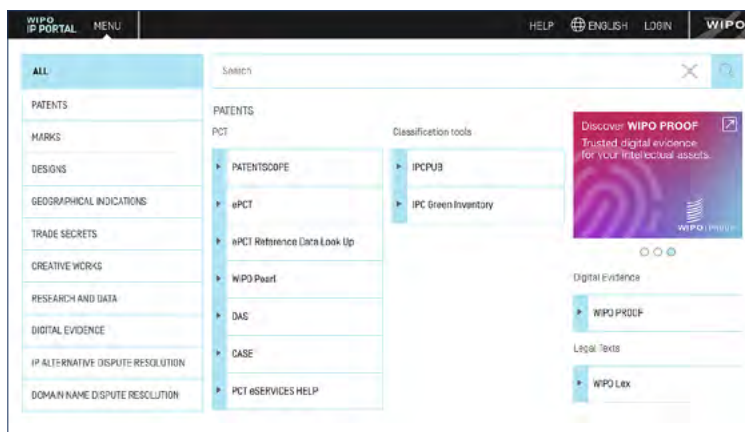 WIPO
IP PORTAL
MENU
HELP
ENGLISH
LOGIN
WIPO
ALL
PATENTS
MARKS
DESIGNS
GEOGRAPHICAL INDICATIONS
TRADE SECRETS
CREATIVE WORKS
RESEARCH AND DATA
DIGITAL EVIDENCE
IP ALTERNATIVE DISPUTE RESOLUTION
DOMAIN NAME DISPUTE RESOLUTION
Search
PATENTS
PCT
PATENTSCOPE
ePCT
ePCT Reference Data Look Up
WIPO Pearl
DAS
CASE
PCT eSERVICES HELP
Classification tools
IPCPUB
IPC Green Inventory
Discover WIPO PROOF
Trusted digital evidence
for your intellectual assets.
WIPO | PROOF
Digital Evidence
WIPO PROOF
Legal Texts
WIPO Lex